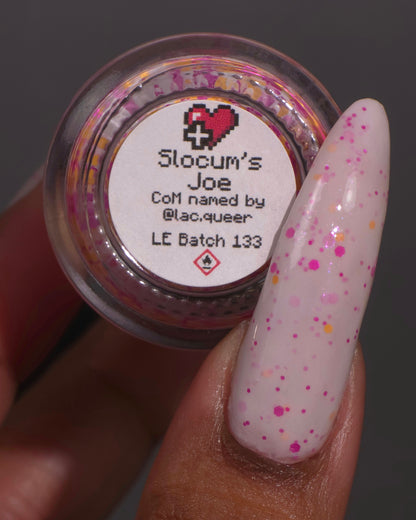 Slocum's
Joe
CoM named by
@lac.queer
LE Batch 133